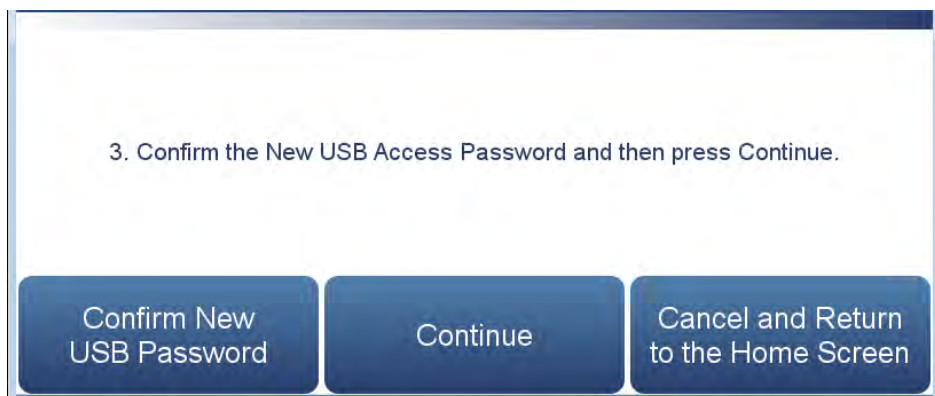 3. Confirm the New USB Access Password and then press Continue.
Confirm New
USB Password
Continue
Cancel and Return
to the Home Screen